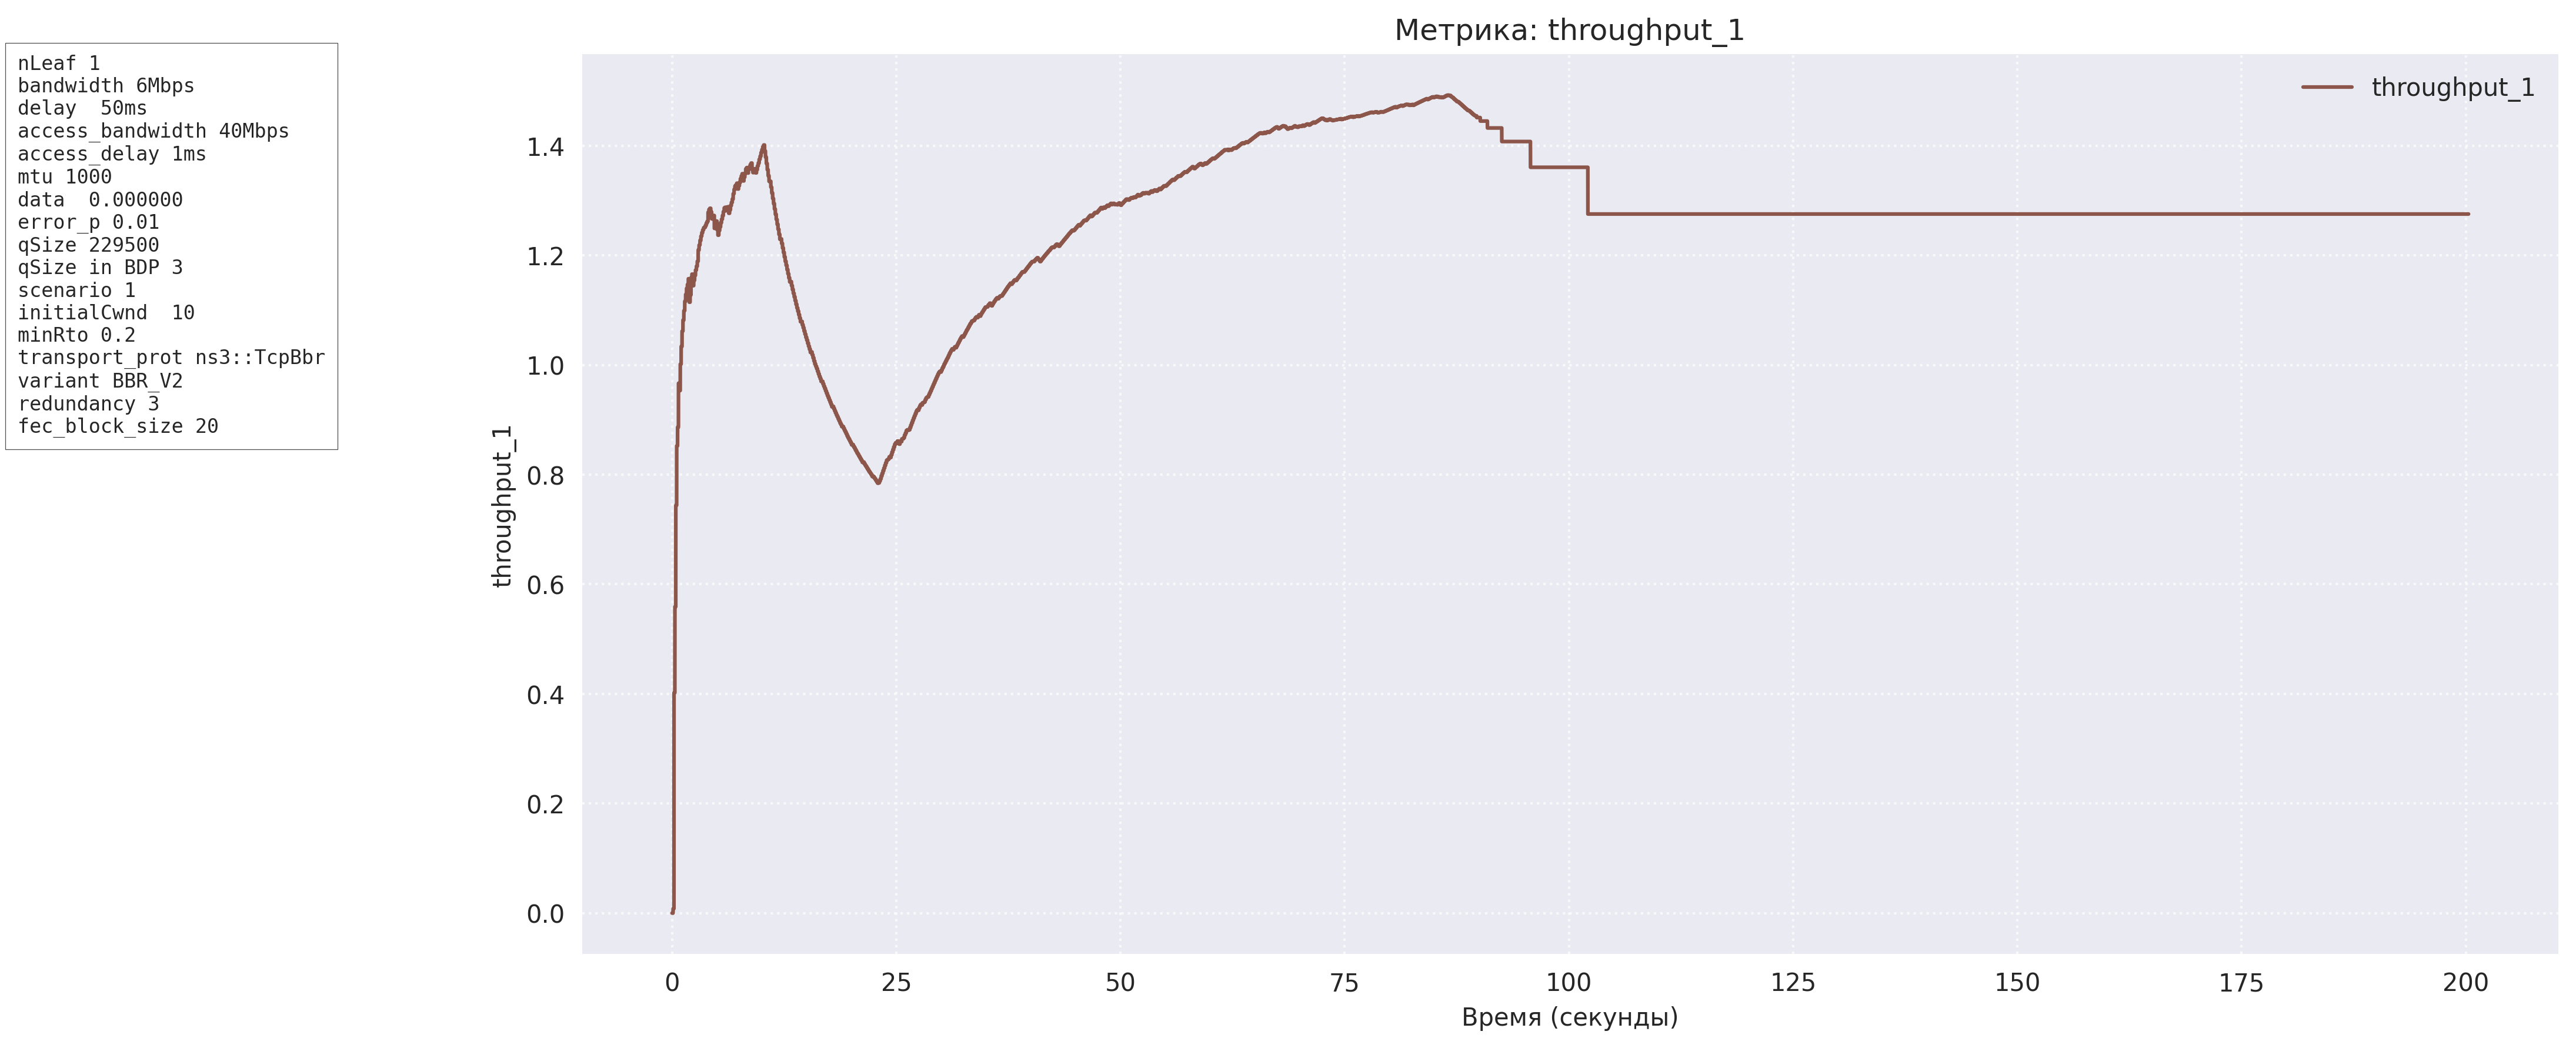 Метрика: throughput_1
nLeaf 1
bandwidth 6Mbps
delay  50ms
access_bandwidth 40Mbps
access_delay 1ms
mtu 1000
data  0.000000
error_p 0.01
qSize 229500
qSize in BDP 3
scenario 1
initialCwnd  10
minRto 0.2
transport_prot ns3::TcpBbr
variant BBR_V2
redundancy 3
fec_block_size 20
throughput_1
throughput_1
1.4
1.2
1.0
0.8
0.6
0.4
0.2
0.0
0 25 50 75 100 125 150 175 200
Время (секунды)